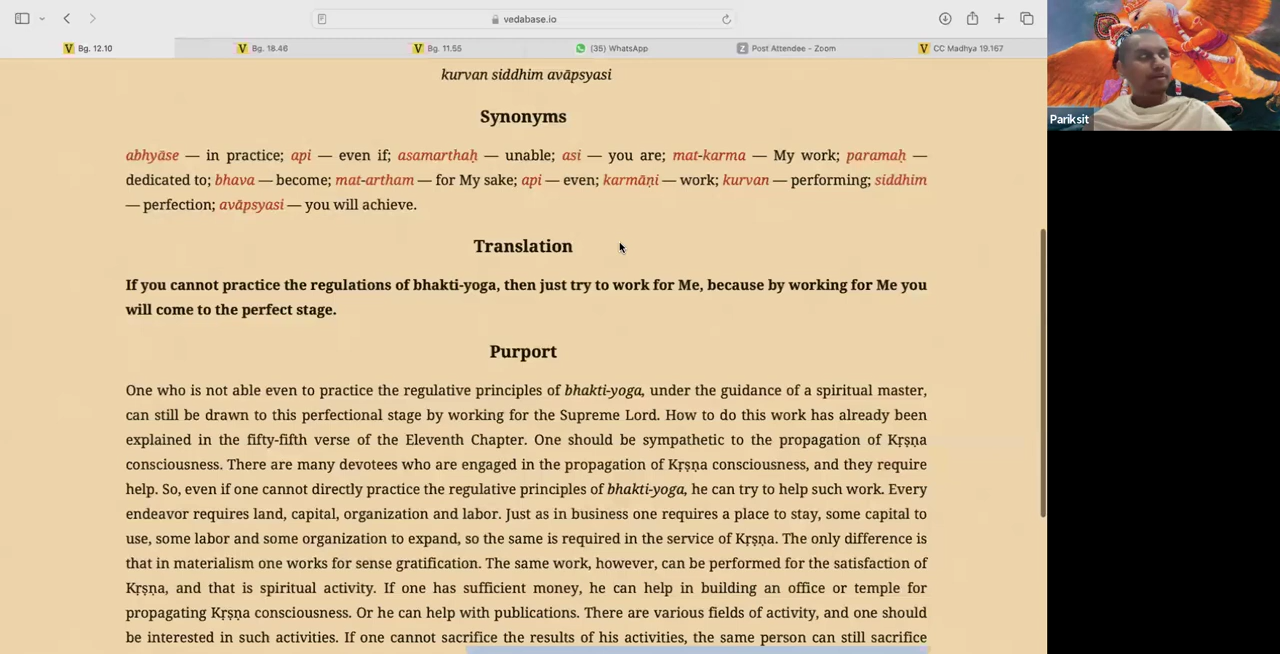 vedabase.io
Bg. 12.10
Bg. 18.46
Bg. 11.55
(35) WhatsApp
Post Attendee - Zoom
CC Madhya 19.167
Pariksit
kurvan siddhim avāpsyasi
Synonyms
abhyāse — in practice; api — even if; asamarthaḥ — unable; asi — you are; mat-karma — My work; paramaḥ —
dedicated to; bhava — become; mat-artham — for My sake; api — even; karmāṇi — work; kurvan — performing; siddhim
— perfection; avāpsyasi — you will achieve.
Translation
If you cannot practice the regulations of bhakti-yoga, then just try to work for Me, because by working for Me you
will come to the perfect stage.
Purport
One who is not able even to practice the regulative principles of bhakti-yoga, under the guidance of a spiritual master,
can still be drawn to this perfectional stage by working for the Supreme Lord. How to do this work has already been
explained in the fifty-fifth verse of the Eleventh Chapter. One should be sympathetic to the propagation of Kṛṣṇa
consciousness. There are many devotees who are engaged in the propagation of Kṛṣṇa consciousness, and they require
help. So, even if one cannot directly practice the regulative principles of bhakti-yoga, he can try to help such work. Every
endeavor requires land, capital, organization and labor. Just as in business one requires a place to stay, some capital to
use, some labor and some organization to expand, so the same is required in the service of Kṛṣṇa. The only difference is
that in materialism one works for sense gratification. The same work, however, can be performed for the satisfaction of
Kṛṣṇa, and that is spiritual activity. If one has sufficient money, he can help in building an office or temple for
propagating Kṛṣṇa consciousness. Or he can help with publications. There are various fields of activity, and one should
be interested in such activities. If one cannot sacrifice the results of his activities, the same person can still sacrifice